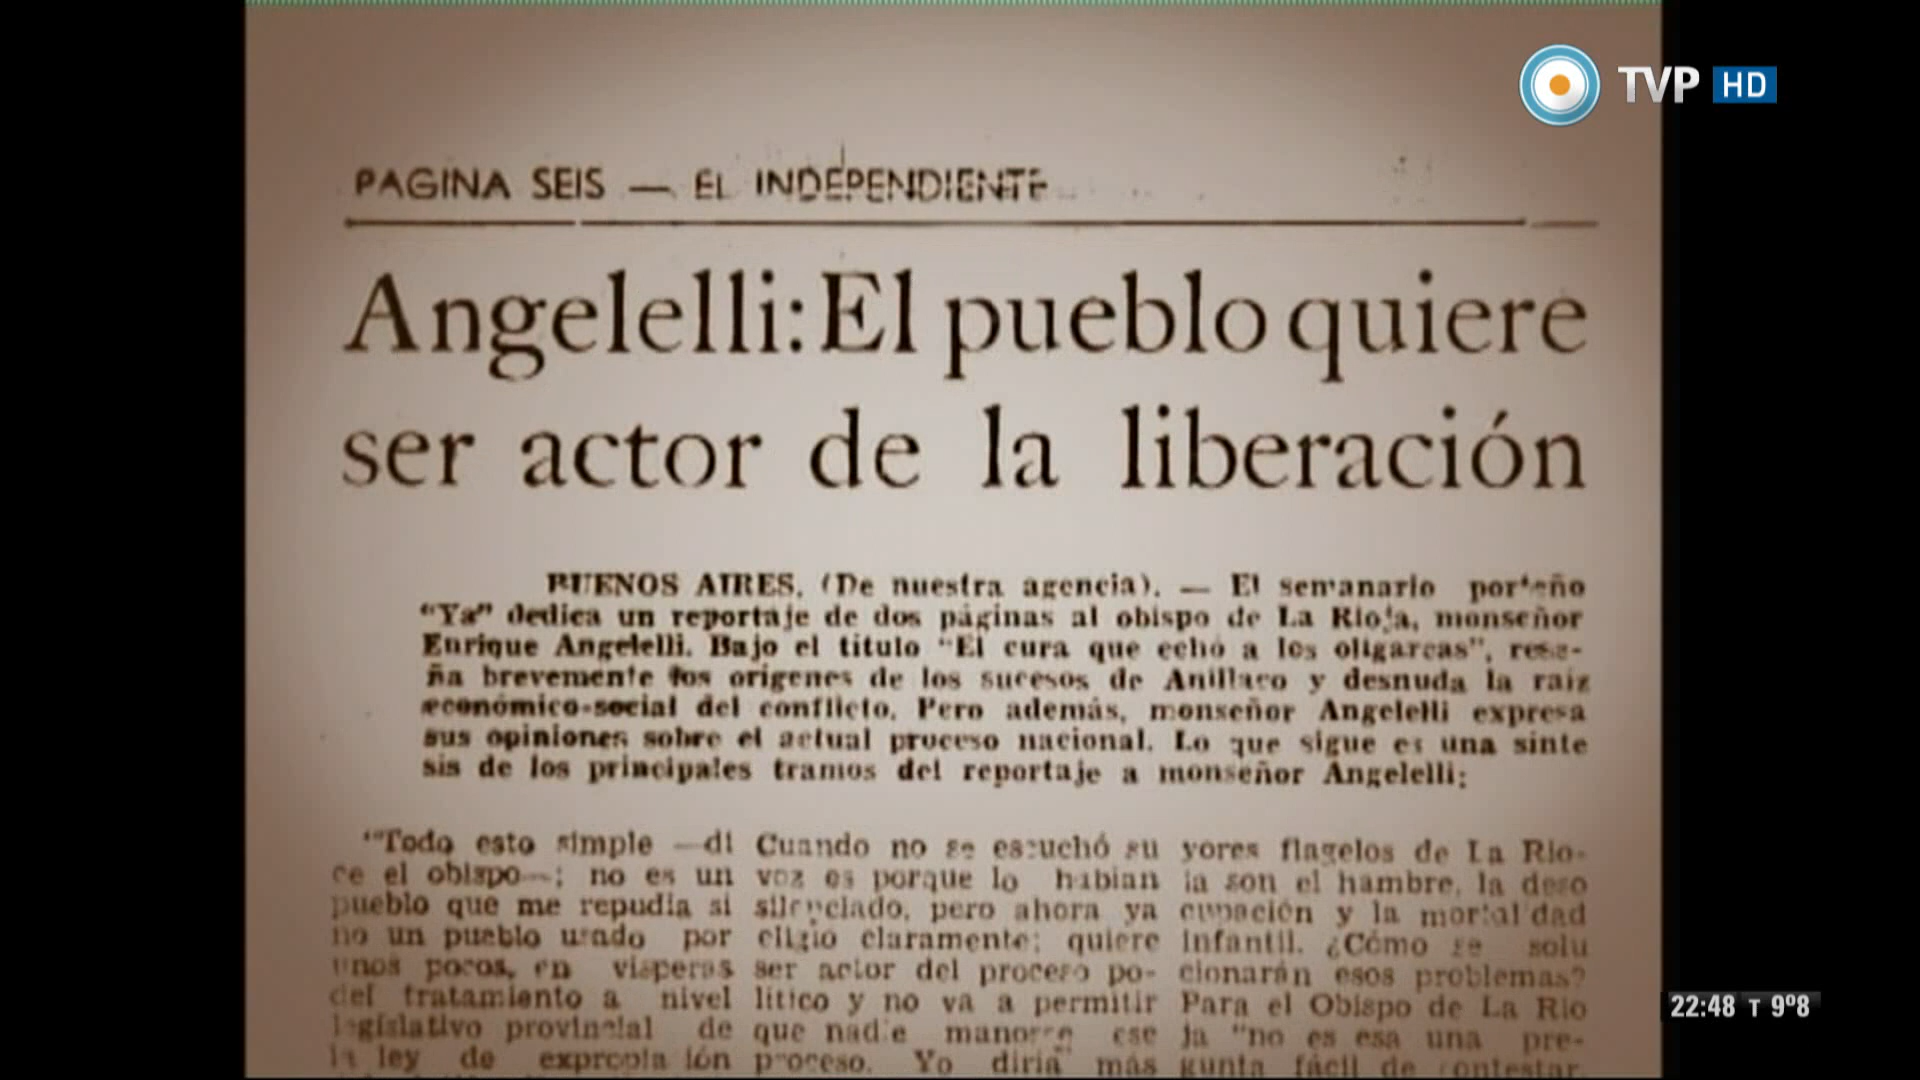 TVP HD
PAGINA SEIS — EL INDEPENDIENTE
Angelelli: El pueblo quiere
ser actor de la liberación
BUENOS AIRES. (De nuestra agencia). — El semanario porteño
"Ya" dedica un reportaje de dos páginas al obispo de La Rioja, monseñor
Enrique Angelelli. Bajo el titulo "El cura que echó a los oligarcas", rese-
ña brevemente los orígenes de los sucesos de Anillaco y desnuda la raíz
económico-social del conflicto. Pero además, monseñor Angelelli expresa
sus opiniones sobre el actual proceso nacional. Lo que sigue es una sinte
sis de los principales tramos del reportaje a monseñor Angelelli:
"Todo esto simple —di
ce el obispo—; no es un
pueblo que me repudia si
no un pueblo usado por
unos pocos, en visperas
del tratamiento a nivel
legislativo provincial de
la ley de expropiación
Cuando no se escuchó su
voz es porque lo habian
silenciado, pero ahora ya
eligió claramente; quiere
ser actor del proceso po-
lítico y no va a permitir
que nadie manosee ese
proceso. Yo diría más
yores flagelos de La Rio-
ja son el hambre, la deso
cupación y la mortalidad
infantil. ¿Cómo se solu
cionarán esos problemas?
Para el Obispo de La Rio
ja "no es esa una pre-
gunta fácil de contestar.
22:48 T 9º8